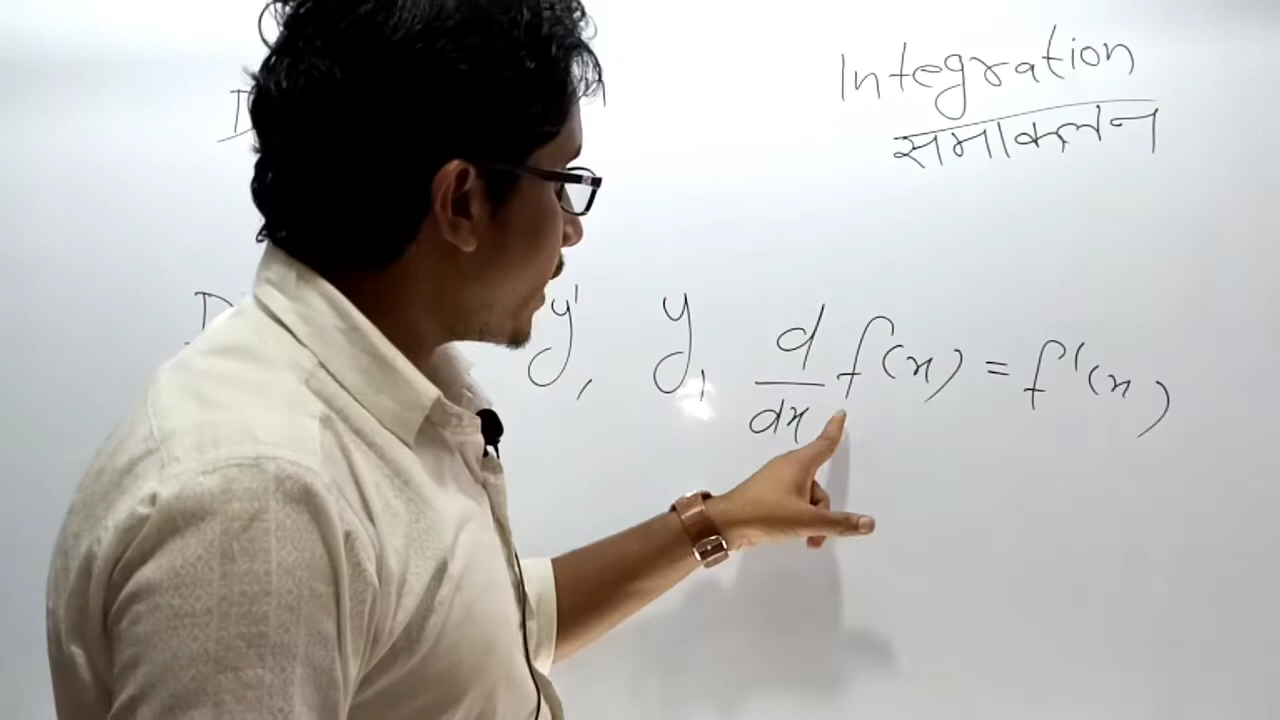 Integration
समाकलन
y', y, d/dx f(x) = f'(x)